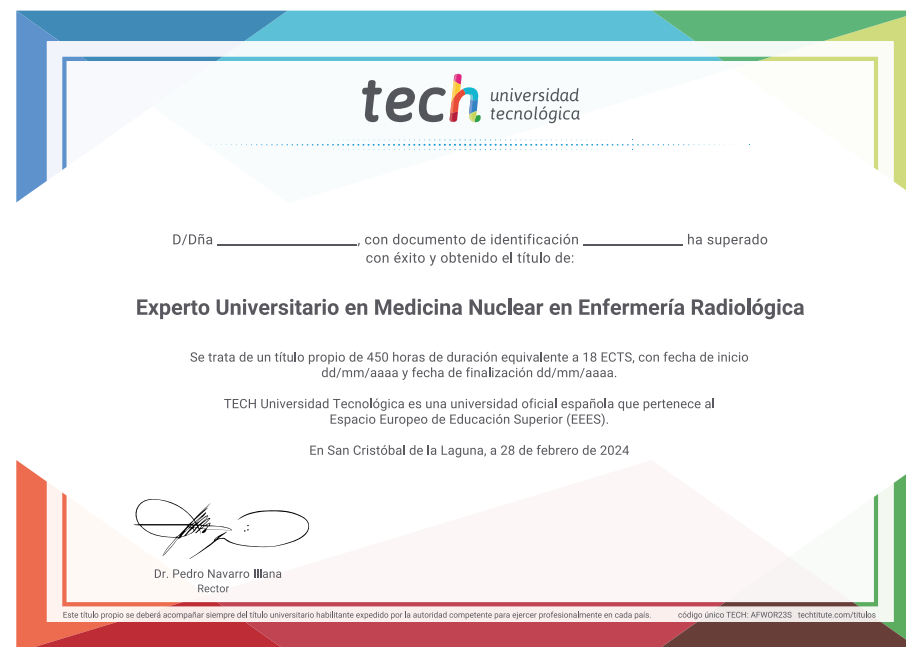 tech universidad
tecnológica
D/Dña ____________________, con documento de identificación ______________ ha superado
con éxito y obtenido el título de:
Experto Universitario en Medicina Nuclear en Enfermería Radiológica
Se trata de un título propio de 450 horas de duración equivalente a 18 ECTS, con fecha de inicio
dd/mm/aaaa y fecha de finalización dd/mm/aaaa.
TECH Universidad Tecnológica es una universidad oficial española que pertenece al
Espacio Europeo de Educación Superior (EEES).
En San Cristóbal de la Laguna, a 28 de febrero de 2024
Dr. Pedro Navarro Illana
Rector
Este título propio se deberá acompañar siempre del título universitario habilitante expedido por la autoridad competente para ejercer profesionalmente en cada país. código único TECH: AFWOR23S techtitute.com/titulos